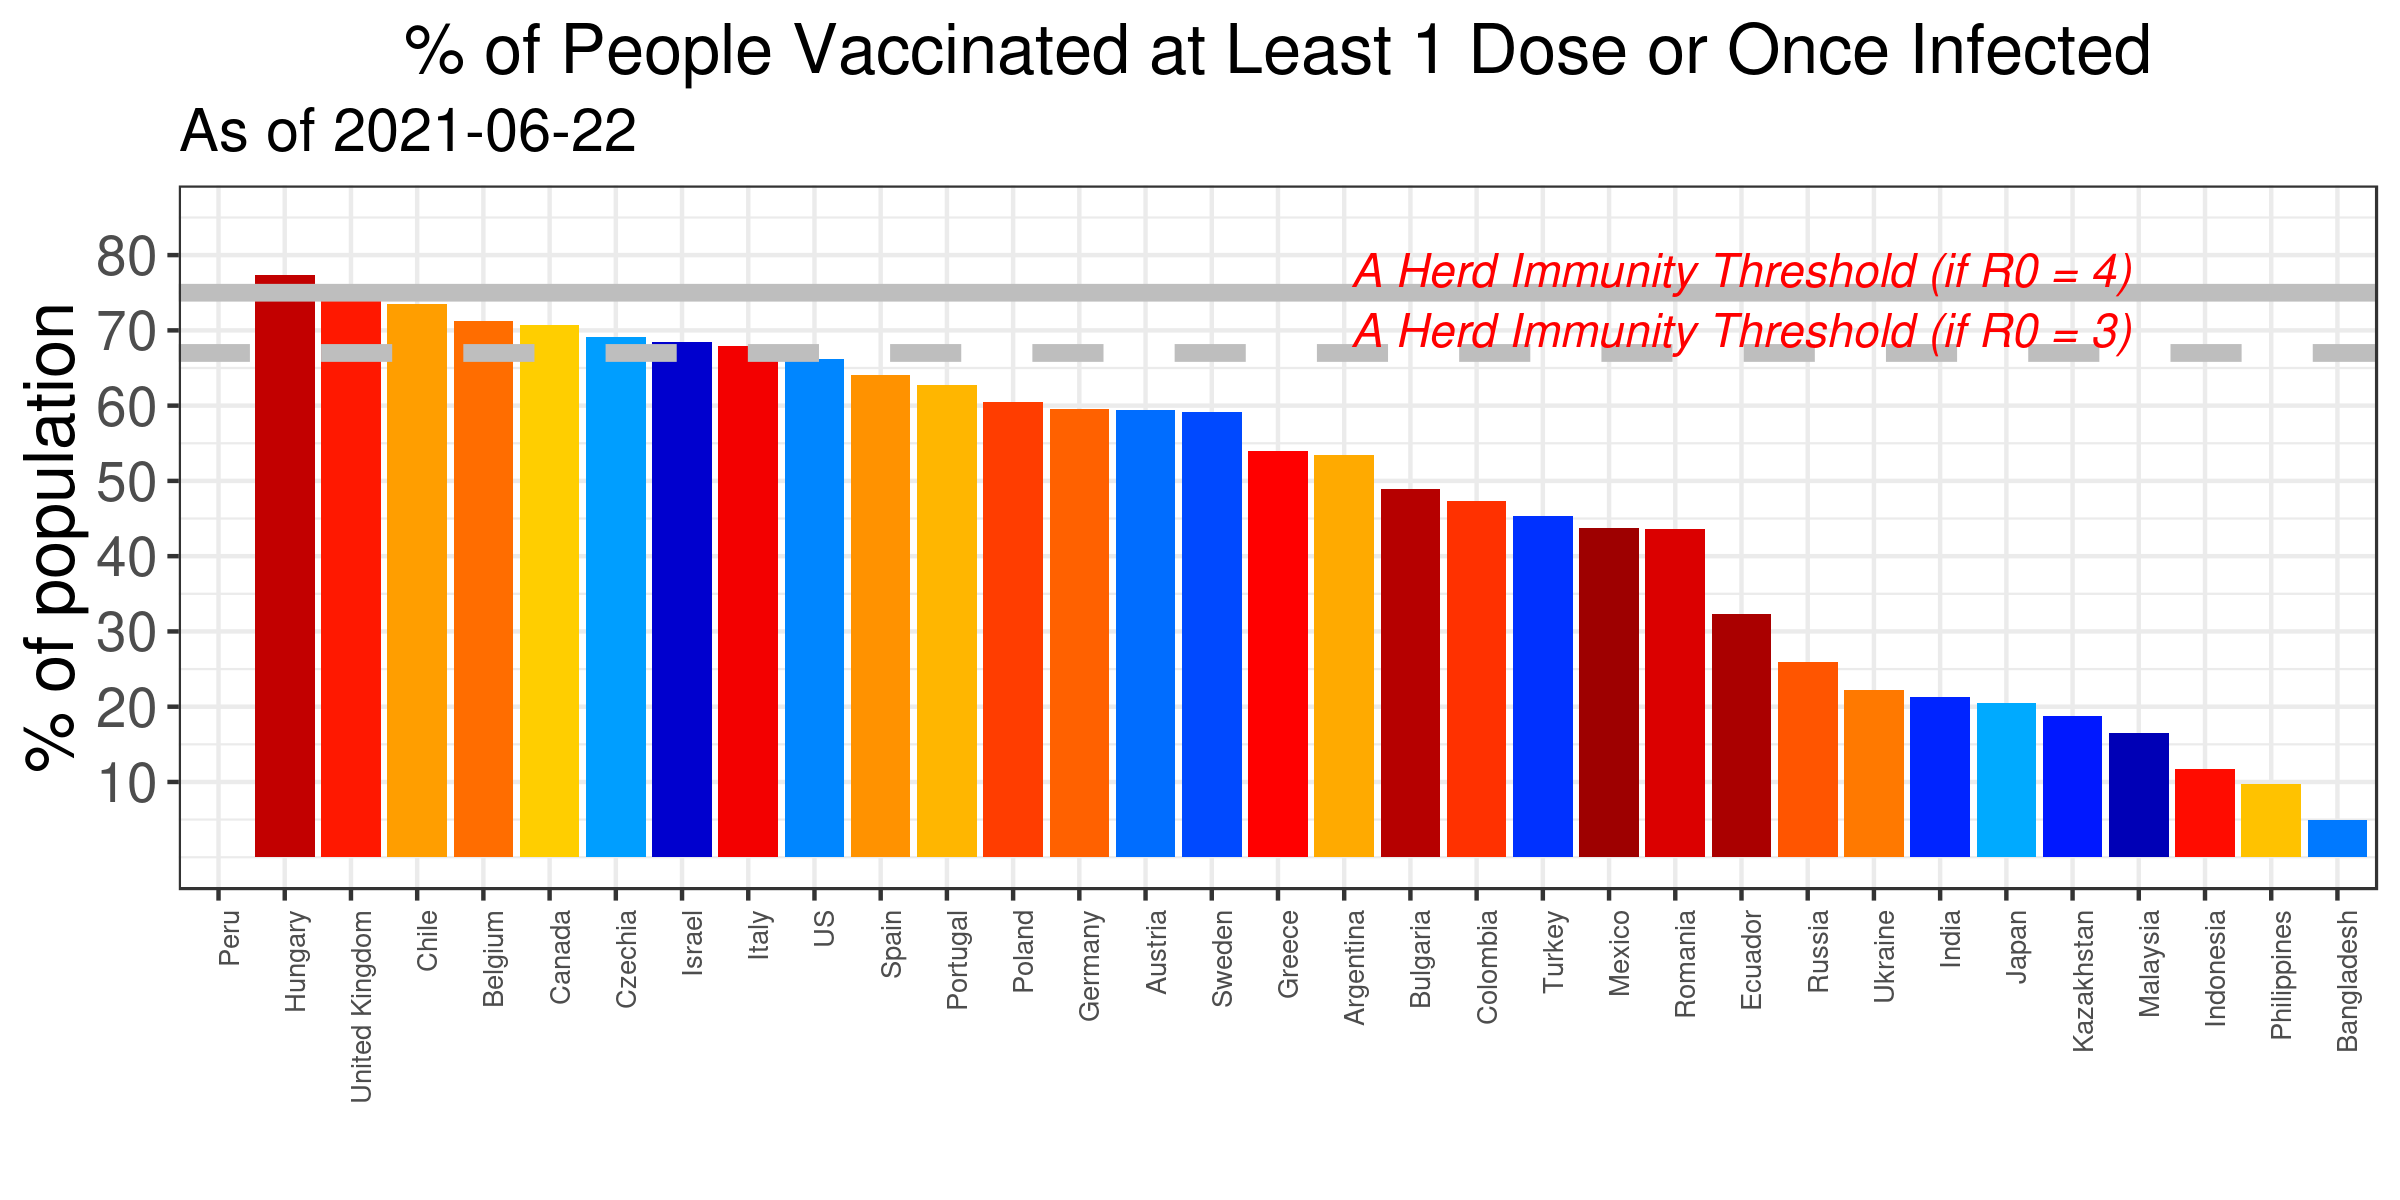 % of People Vaccinated at Least 1 Dose or Once Infected
As of 2021-06-22
% of population
80
70
60
50
40
30
20
10
A Herd Immunity Threshold (if R0 = 4)
A Herd Immunity Threshold (if R0 = 3)
Peru
Hungary
United Kingdom
Chile
Belgium
Canada
Czechia
Israel
Italy
US
Spain
Portugal
Poland
Germany
Austria
Sweden
Greece
Argentina
Bulgaria
Colombia
Turkey
Mexico
Romania
Ecuador
Russia
Ukraine
India
Japan
Kazakhstan
Malaysia
Indonesia
Philippines
Bangladesh